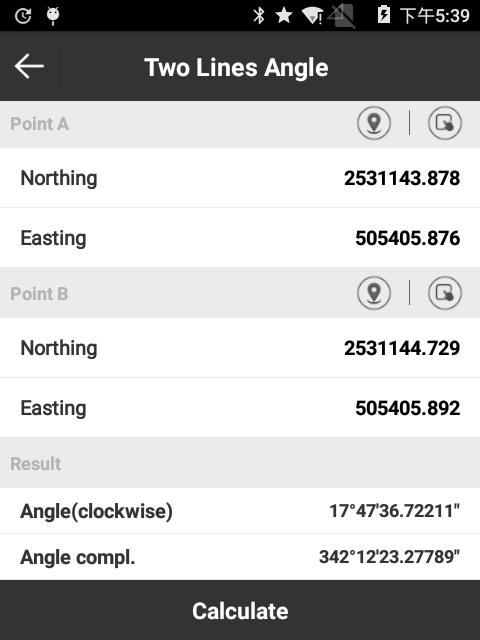 下午5:39
Two Lines Angle
Point A
Northing 2531143.878
Easting 505405.876
Point B
Northing 2531144.729
Easting 505405.892
Result
Angle(clockwise) 17°47'36.72211"
Angle compl. 342°12'23.27789"
Calculate